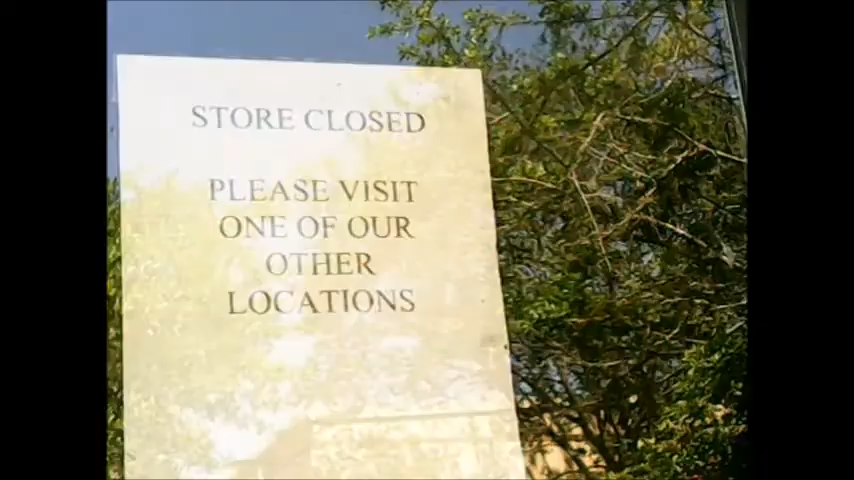 STORE CLOSED
PLEASE VISIT
ONE OF OUR
OTHER
LOCATIONS